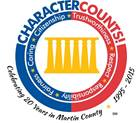 CHARACTER COUNTS!
Caring • Citizenship • Trustworthiness • Respect • Responsibility • Fairness •
Celebrating 20 Years in Martin County
1995 - 2015